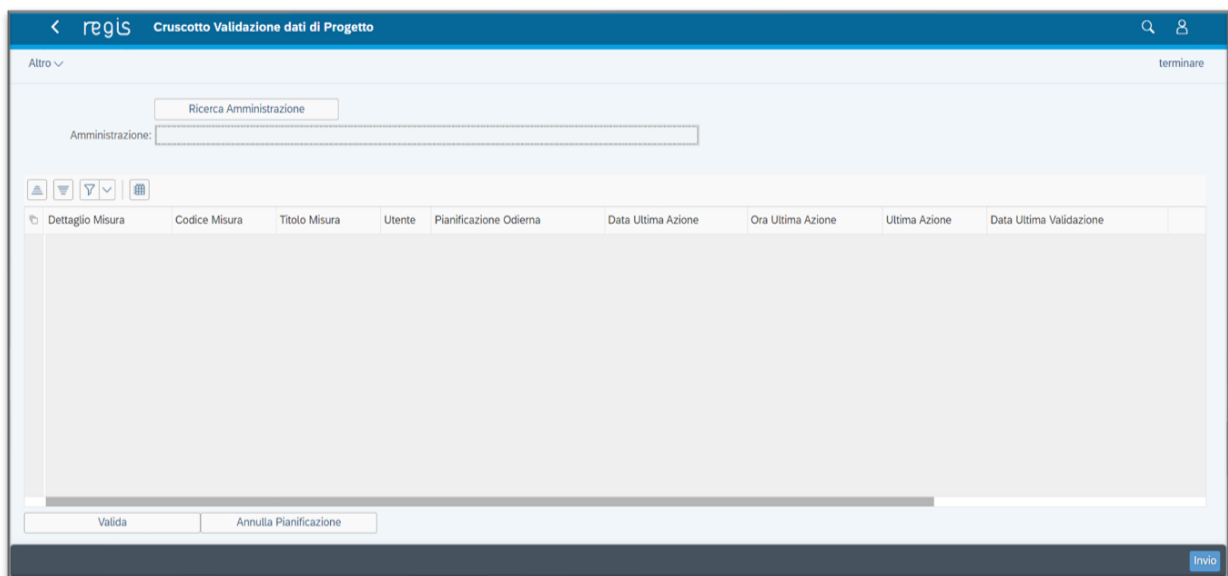 regis Cruscotto Validazione dati di Progetto
Altro terminare
Ricerca Amministrazione
Amministrazione:
Dettaglio Misura Codice Misura Titolo Misura Utente Pianificazione Odierna Data Ultima Azione Ora Ultima Azione Ultima Azione Data Ultima Validazione
Valida Annulla Pianificazione
Invio